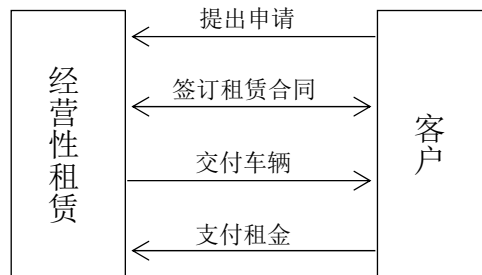 提出申请
签订租赁合同
交付车辆
支付租金
经营性租赁
客户